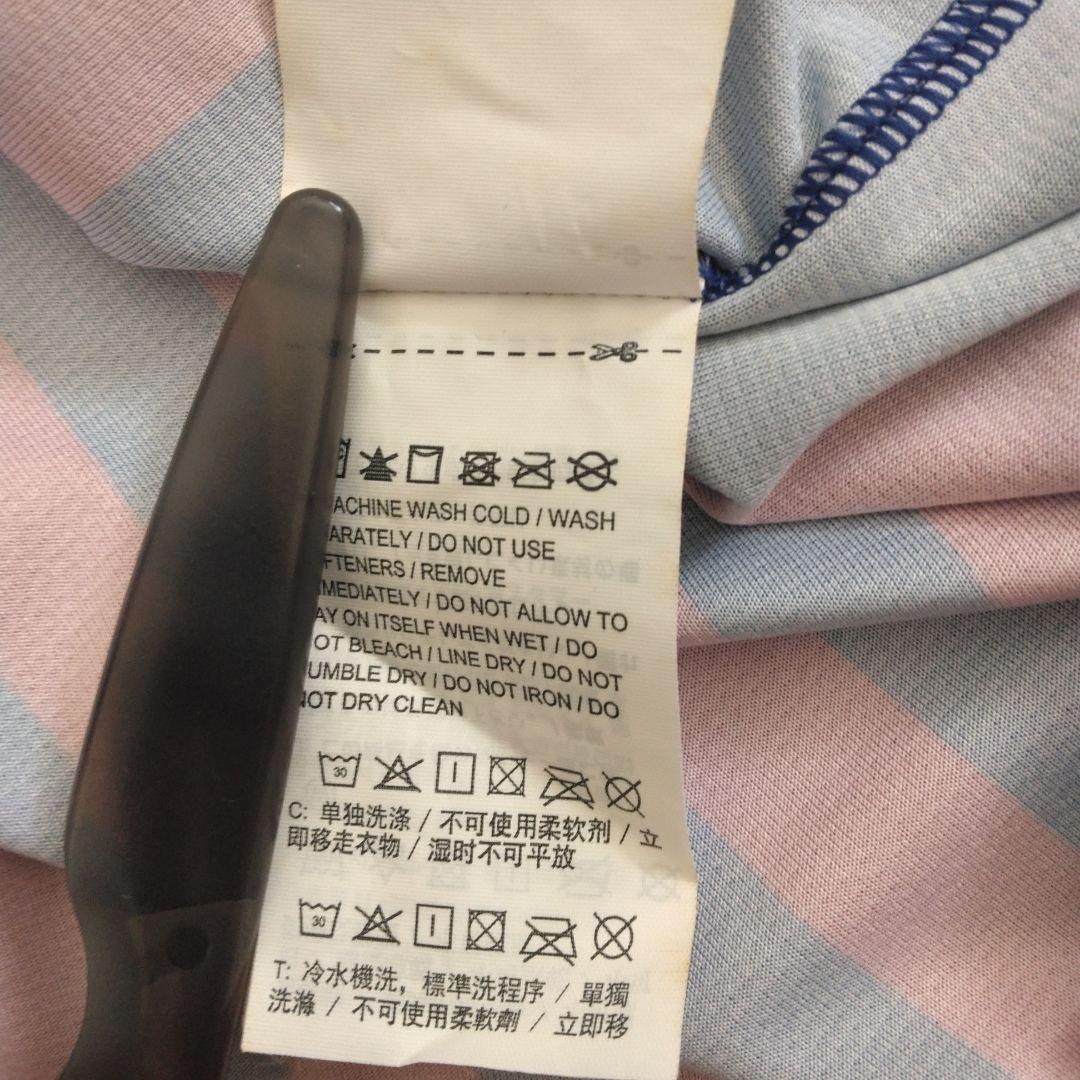 ACHINE WASH COLD / WASH
ARATELY / DO NOT USE
FTENERS / REMOVE
MEDIATELY / DO NOT ALLOW TO
AY ON ITSELF WHEN WET / DO
OT BLEACH / LINE DRY / DO NOT
UMBLE DRY / DO NOT IRON / DO
NOT DRY CLEAN
30
C: 单独洗涤 / 不可使用柔软剂 / 立
即移走衣物 / 湿时不可平放
30
T: 冷水機洗，標準洗程序 / 單獨
洗滌 / 不可使用柔軟劑 / 立即移